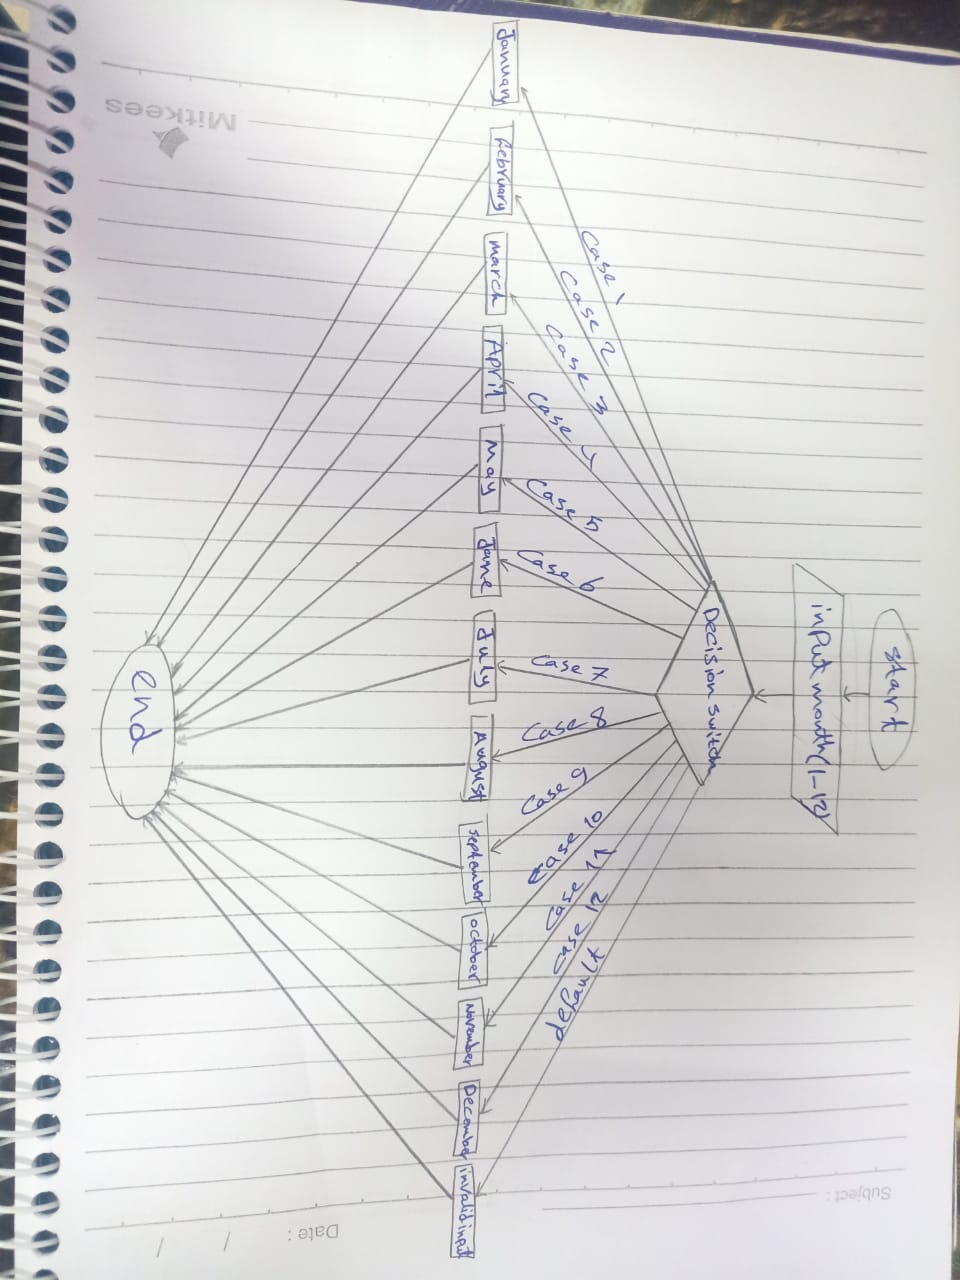 start
input month(1-12)
Decision switch
case 1
case 2
case 3
case 4
case 5
case 6
case 7
case 8
case 9
case 10
case 11
case 12
default
January
february
march
April
may
June
July
August
september
october
november
December
invalid input
end
Mitkees
Subject :
Date : / /